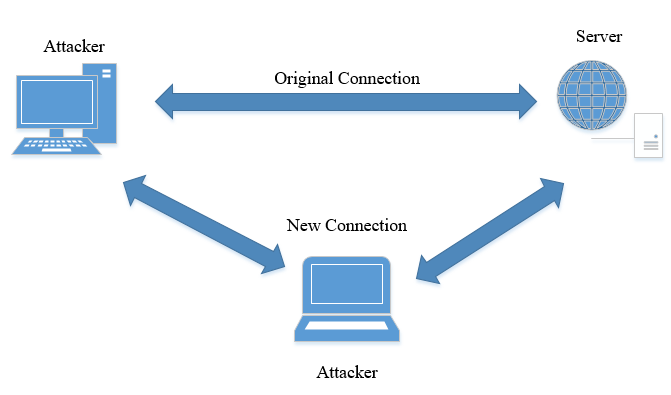 Attacker
Server
Original Connection
New Connection
Attacker